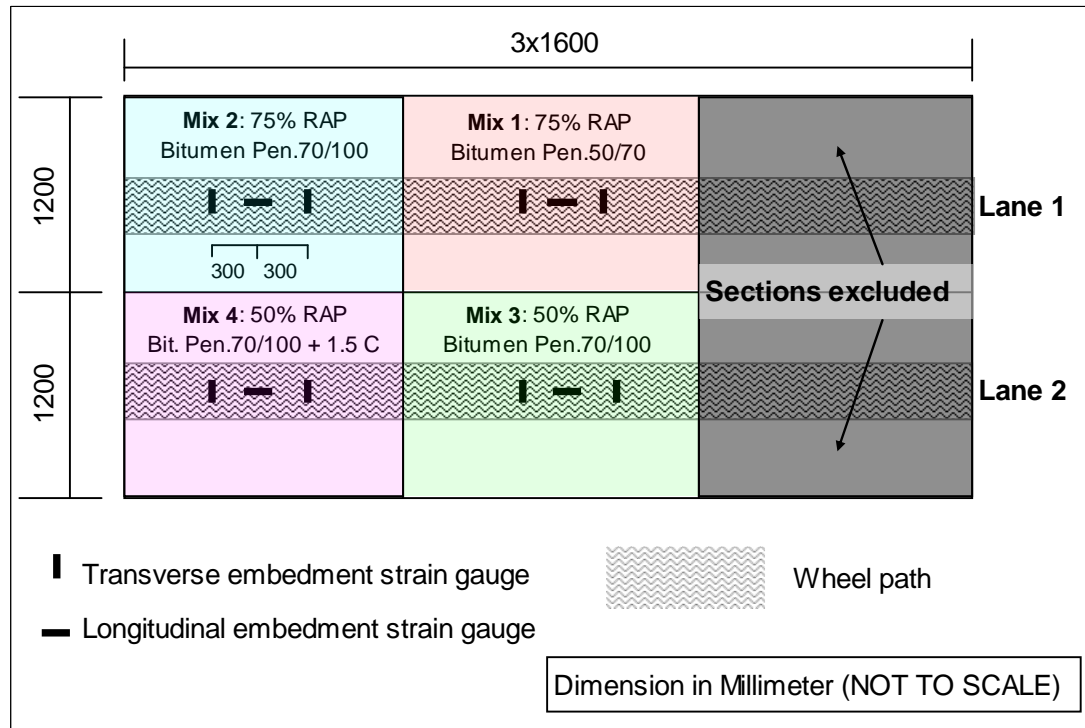 3x1600
1200
Mix 2: 75% RAP
Bitumen Pen.70/100
Mix 1: 75% RAP
Bitumen Pen.50/70
Lane 1
300 300
Sections excluded
1200
Mix 4: 50% RAP
Bit. Pen.70/100 + 1.5 C
Mix 3: 50% RAP
Bitumen Pen.70/100
Lane 2
Transverse embedment strain gauge
Wheel path
Longitudinal embedment strain gauge
Dimension in Millimeter (NOT TO SCALE)